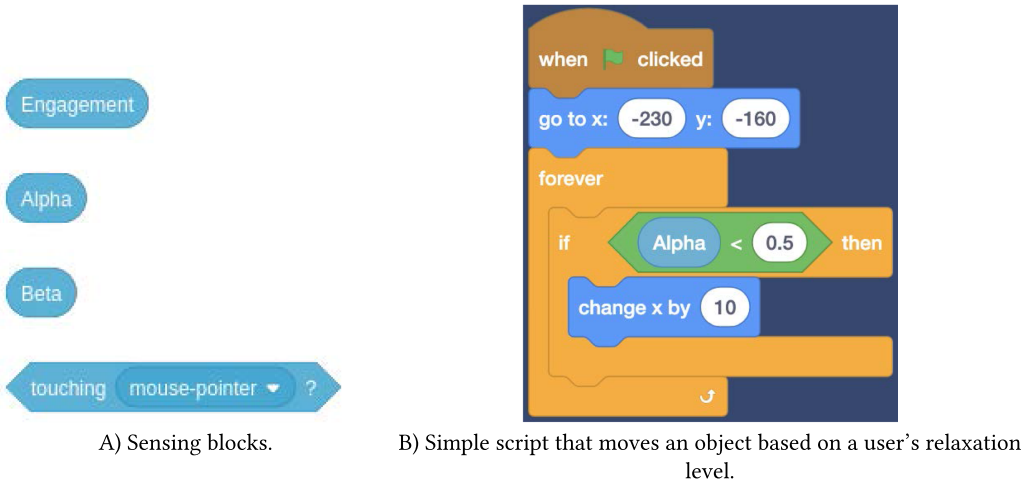 Engagement
Alpha
Beta
touching mouse-pointer ?
A) Sensing blocks.
when clicked
go to x: -230 y: -160
forever
if Alpha < 0.5 then
change x by 10
B) Simple script that moves an object based on a user's relaxation
level.